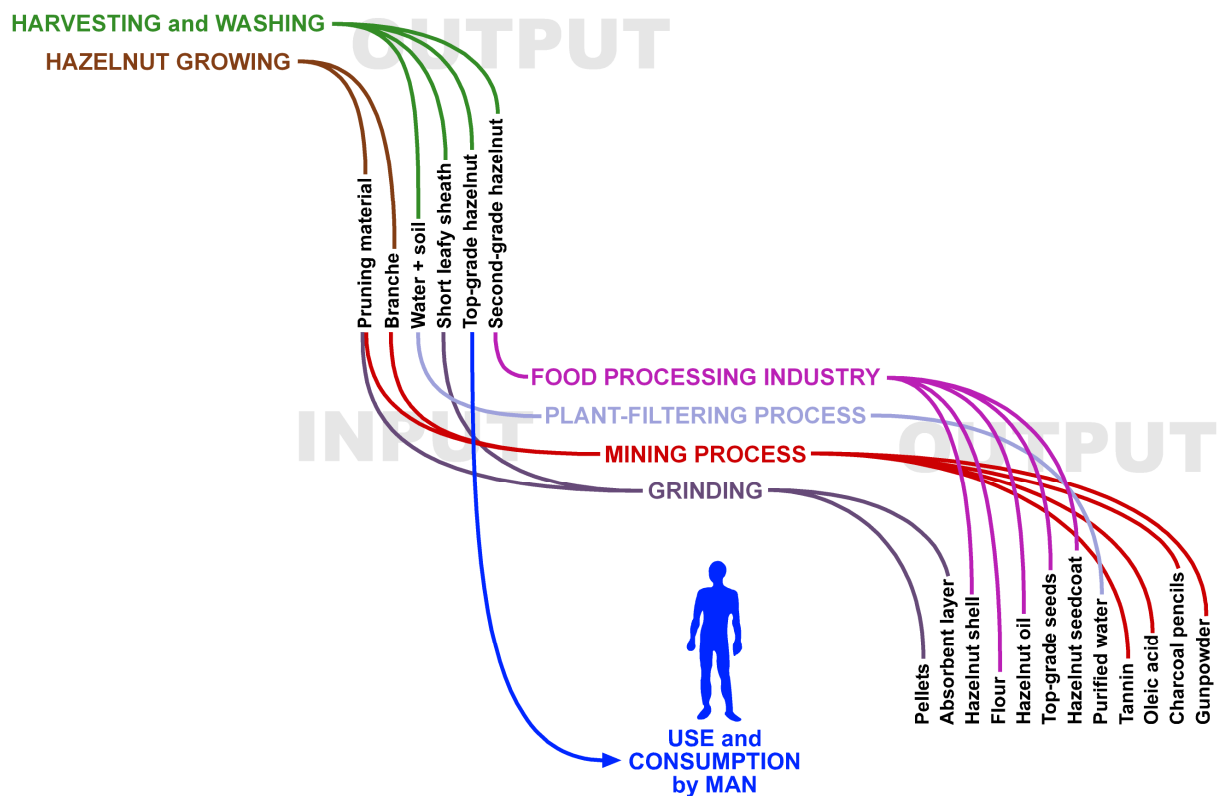 HARVESTING and WASHING
OUTPUT
HAZELNUT GROWING
Pruning material
Branche
Water + soil
Short leafy sheath
Top-grade hazelnut
Second-grade hazelnut
FOOD PROCESSING INDUSTRY
INPUT
PLANT-FILTERING PROCESS
OUTPUT
MINING PROCESS
GRINDING
Pellets
Absorbent layer
Hazelnut shell
Flour
Hazelnut oil
Top-grade seeds
Hazelnut seedcoat
Purified water
Tannin
Oleic acid
Charcoal pencils
Gunpowder
USE and
CONSUMPTION
by MAN